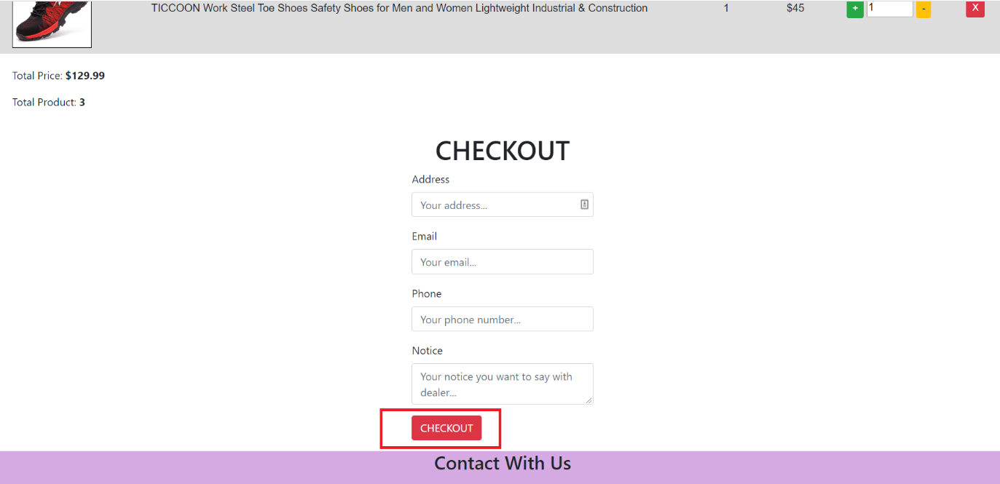 TICCOON Work Steel Toe Shoes Safety Shoes for Men and Women Lightweight Industrial & Construction 1 $45 + 1 - X
Total Price: $129.99
Total Product: 3
CHECKOUT
Address
Your address...
Email
Your email...
Phone
Your phone number...
Notice
Your notice you want to say with
dealer...
CHECKOUT
Contact With Us